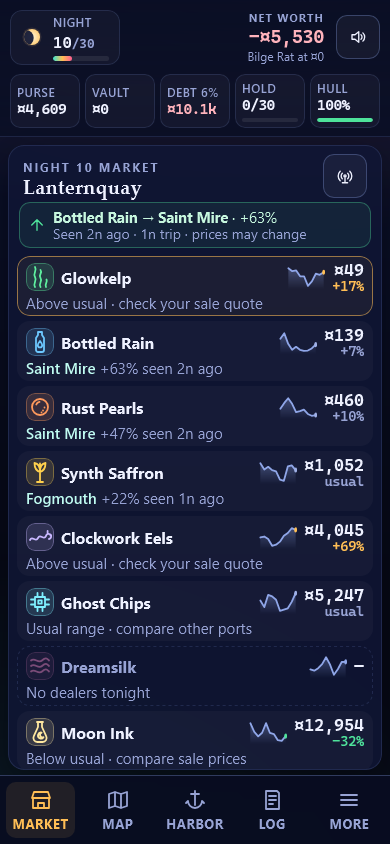 NIGHT
10/30
NET WORTH
−¤5,530
Bilge Rat at ¤0
PURSE
¤4,609
VAULT
¤0
DEBT 6%
¤10.1k
HOLD
0/30
HULL
100%
NIGHT 10 MARKET
Lanternquay
Bottled Rain → Saint Mire · +63%
Seen 2n ago · 1n trip · prices may change
Glowkelp
¤49
+17%
Above usual · check your sale quote
Bottled Rain
¤139
+7%
Saint Mire +63% seen 2n ago
Rust Pearls
¤460
+10%
Saint Mire +47% seen 2n ago
Synth Saffron
¤1,052
usual
Fogmouth +22% seen 1n ago
Clockwork Eels
¤4,045
+69%
Above usual · check your sale quote
Ghost Chips
¤5,247
usual
Usual range · compare other ports
Dreamsilk
—
No dealers tonight
Moon Ink
¤12,954
−32%
Below usual · compare sale prices
MARKET
MAP
HARBOR
LOG
MORE